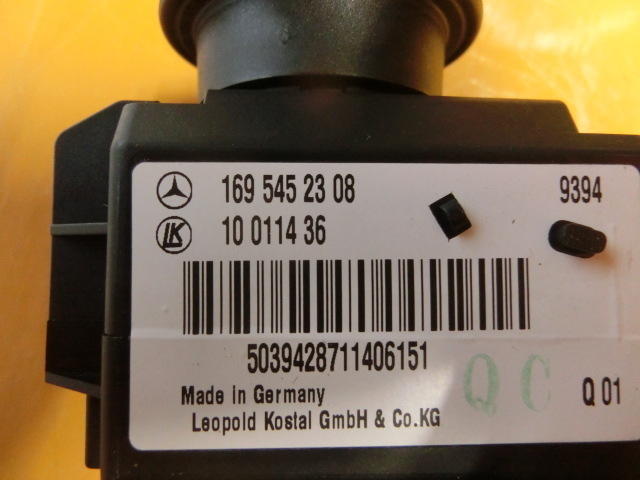 169 545 23 08 9394
LK 10 0114 36
5039428711406151
QC
Made in Germany Q 01
Leopold Kostal GmbH & Co.KG